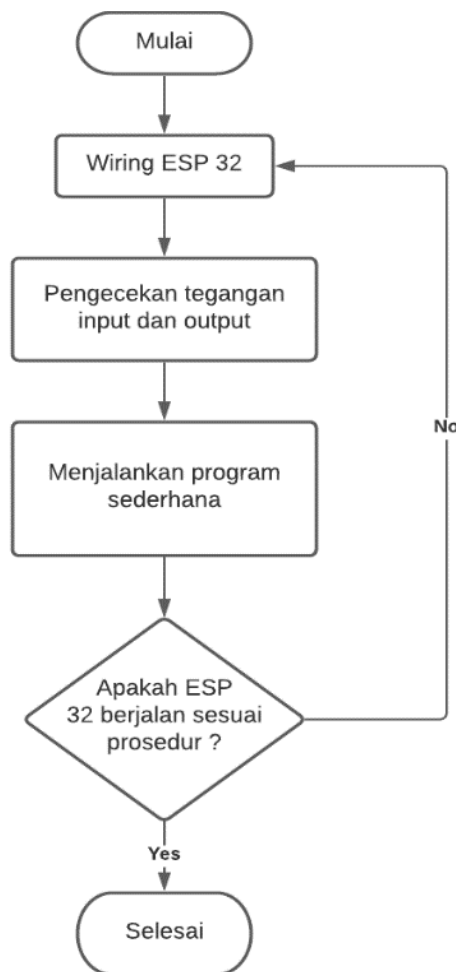 Mulai
Wiring ESP 32
Pengecekan tegangan
input dan output
Menjalankan program
sederhana
No
Apakah ESP
32 berjalan sesuai
prosedur ?
Yes
Selesai